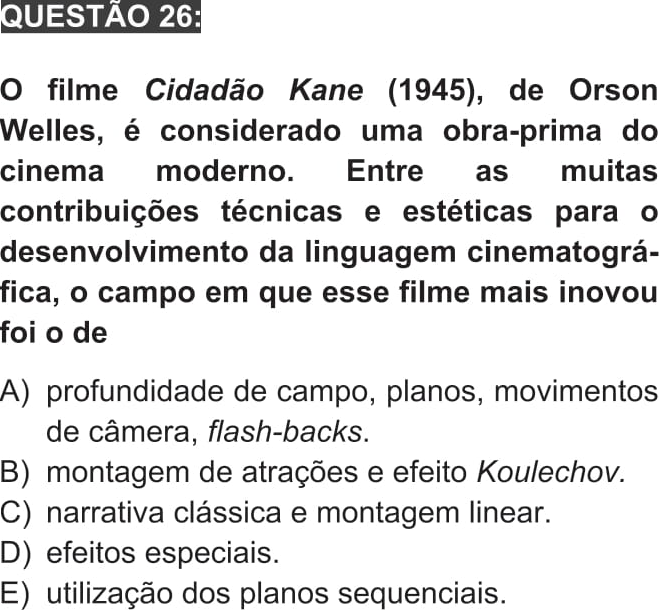 QUESTÃO 26:
O filme Cidadão Kane (1945), de Orson
Welles, é considerado uma obra-prima do
cinema moderno. Entre as muitas
contribuições técnicas e estéticas para o
desenvolvimento da linguagem cinematográ-
fica, o campo em que esse filme mais inovou
foi o de
A) profundidade de campo, planos, movimentos
de câmera, flash-backs.
B) montagem de atrações e efeito Koulechov.
C) narrativa clássica e montagem linear.
D) efeitos especiais.
E) utilização dos planos sequenciais.